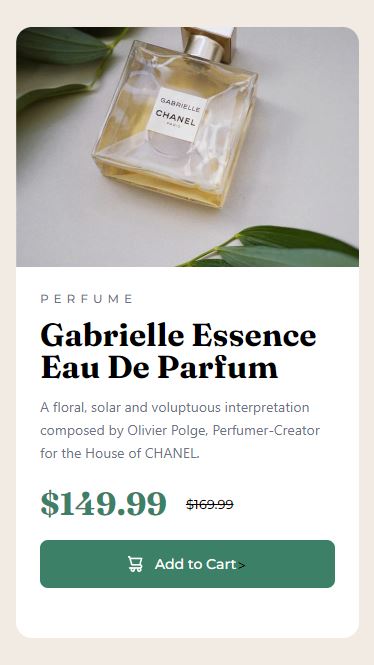 GABRIELLE
CHANEL
PARIS
PERFUME
Gabrielle Essence
Eau De Parfum
A floral, solar and voluptuous interpretation
composed by Olivier Polge, Perfumer-Creator
for the House of CHANEL.
$149.99 $169.99
Add to Cart>